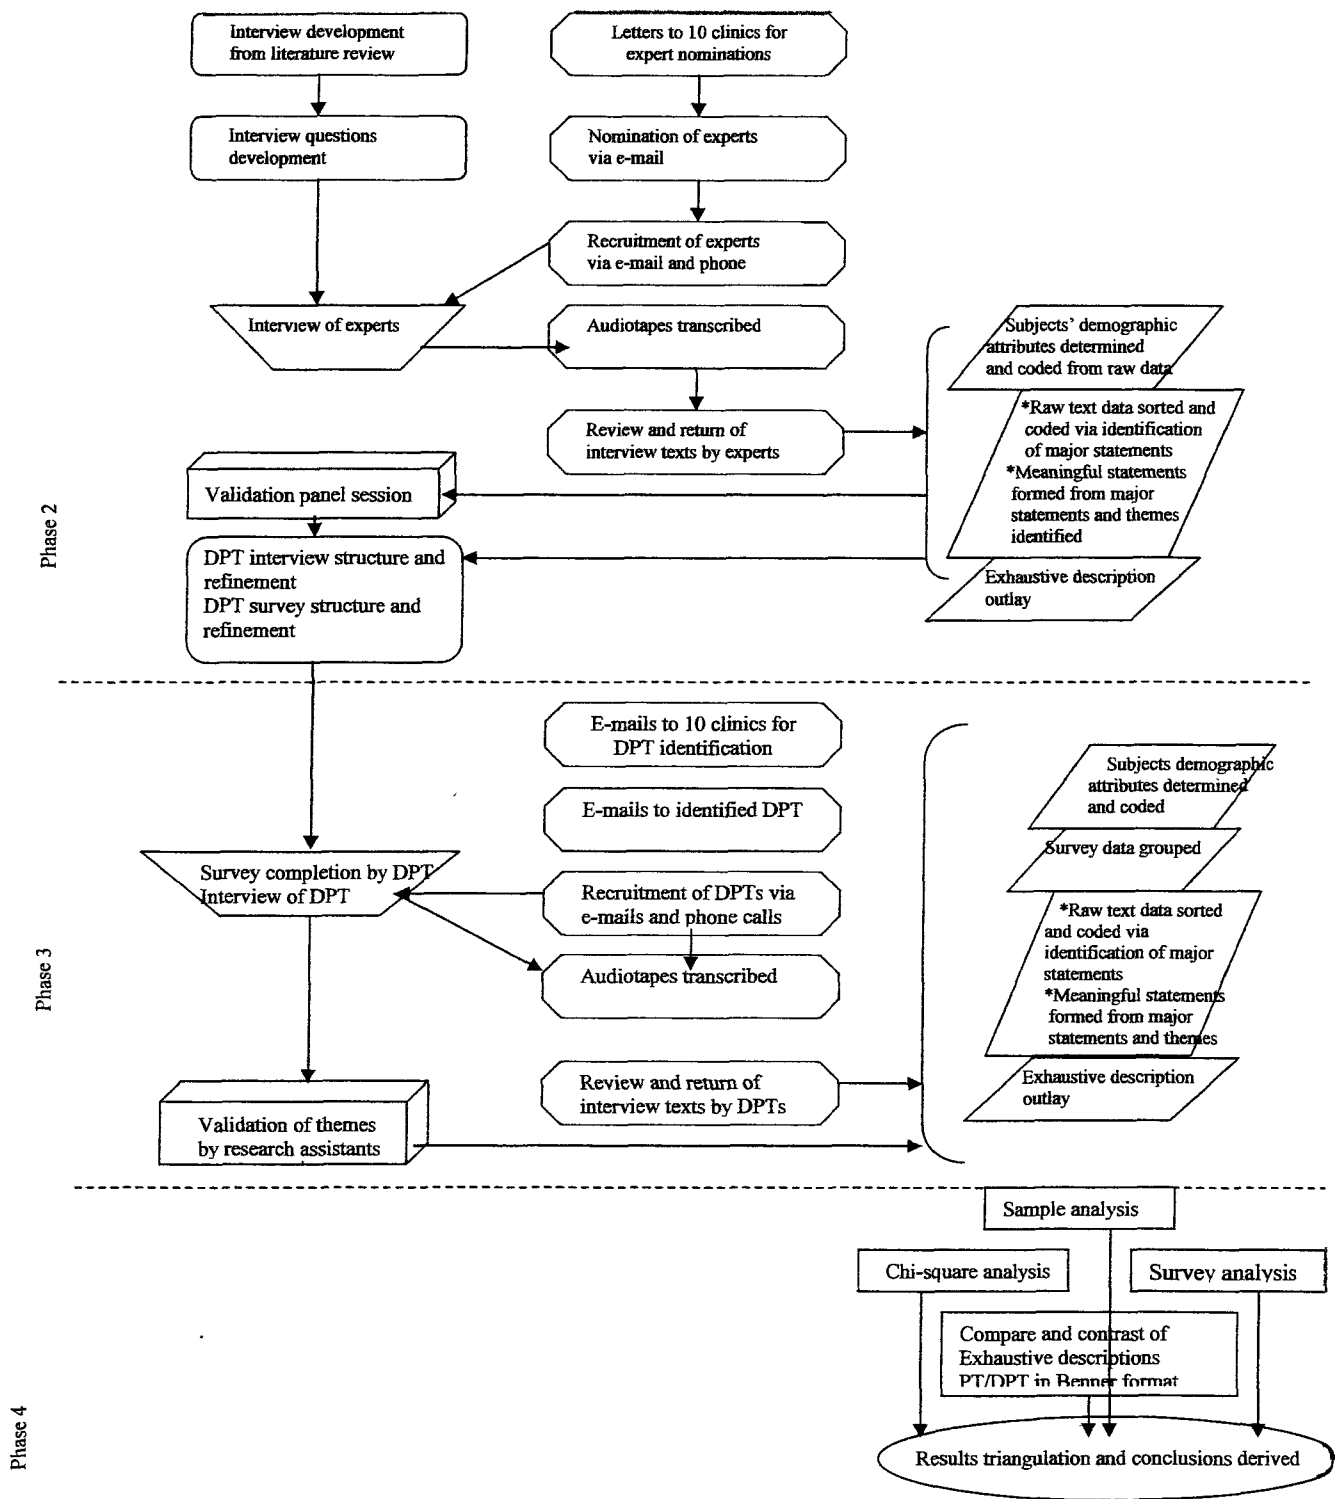 Interview development
from literature review
Letters to 10 clinics for
expert nominations
Interview questions
development
Nomination of experts
via e-mail
Recruitment of experts
via e-mail and phone
Interview of experts
Audiotapes transcribed
Subjects' demographic
attributes determined
and coded from raw data
*Raw text data sorted and
coded via identification
of major statements
*Meaningful statements
formed from major
statements and themes
identified
Exhaustive description
outlay
Review and return of
interview texts by experts
Validation panel session
DPT interview structure and
refinement
DPT survey structure and
refinement
Phase 2
E-mails to 10 clinics for
DPT identification
E-mails to identified DPT
Survey completion by DPT
Interview of DPT
Recruitment of DPTs via
e-mails and phone calls
Audiotapes transcribed
Subjects demographic
attributes determined
and coded
Survey data grouped
*Raw text data sorted
and coded via
identification of major
statements
*Meaningful statements
formed from major
statements and themes
Exhaustive description
outlay
Review and return of
interview texts by DPTs
Validation of themes
by research assistants
Phase 3
Sample analysis
Chi-square analysis
Survey analysis
Compare and contrast of
Exhaustive descriptions
PT/DPT in Benner format
Results triangulation and conclusions derived
Phase 4